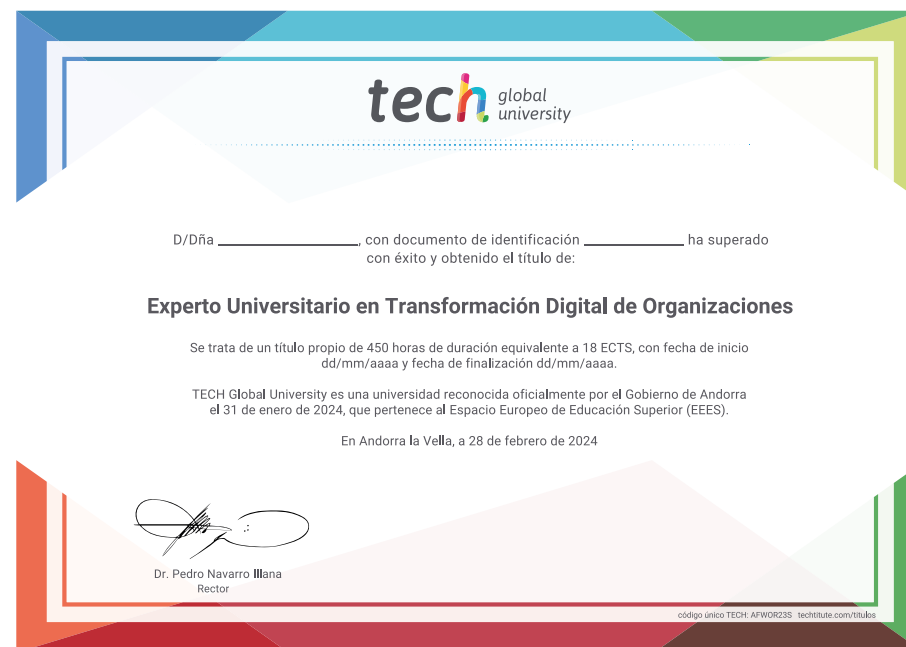 tech global university
D/Dña ____________________, con documento de identificación ______________ ha superado
con éxito y obtenido el título de:
Experto Universitario en Transformación Digital de Organizaciones
Se trata de un título propio de 450 horas de duración equivalente a 18 ECTS, con fecha de inicio
dd/mm/aaaa y fecha de finalización dd/mm/aaaa.
TECH Global University es una universidad reconocida oficialmente por el Gobierno de Andorra
el 31 de enero de 2024, que pertenece al Espacio Europeo de Educación Superior (EEES).
En Andorra la Vella, a 28 de febrero de 2024
Dr. Pedro Navarro Illana
Rector
código único TECH: AFWOR23S techtitute.com/titulos